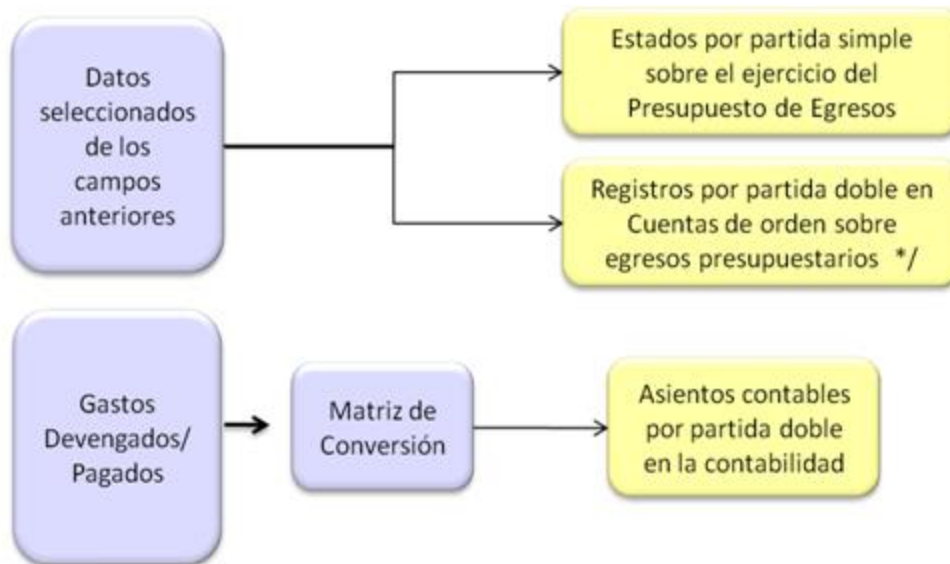 Datos
seleccionados
de los
campos
anteriores
Estados por partida simple
sobre el ejercicio del
Presupuesto de Egresos
Registros por partida doble en
Cuentas de orden sobre
egresos presupuestarios */
Gastos
Devengados/
Pagados
Matriz de
Conversión
Asientos contables
por partida doble
en la contabilidad